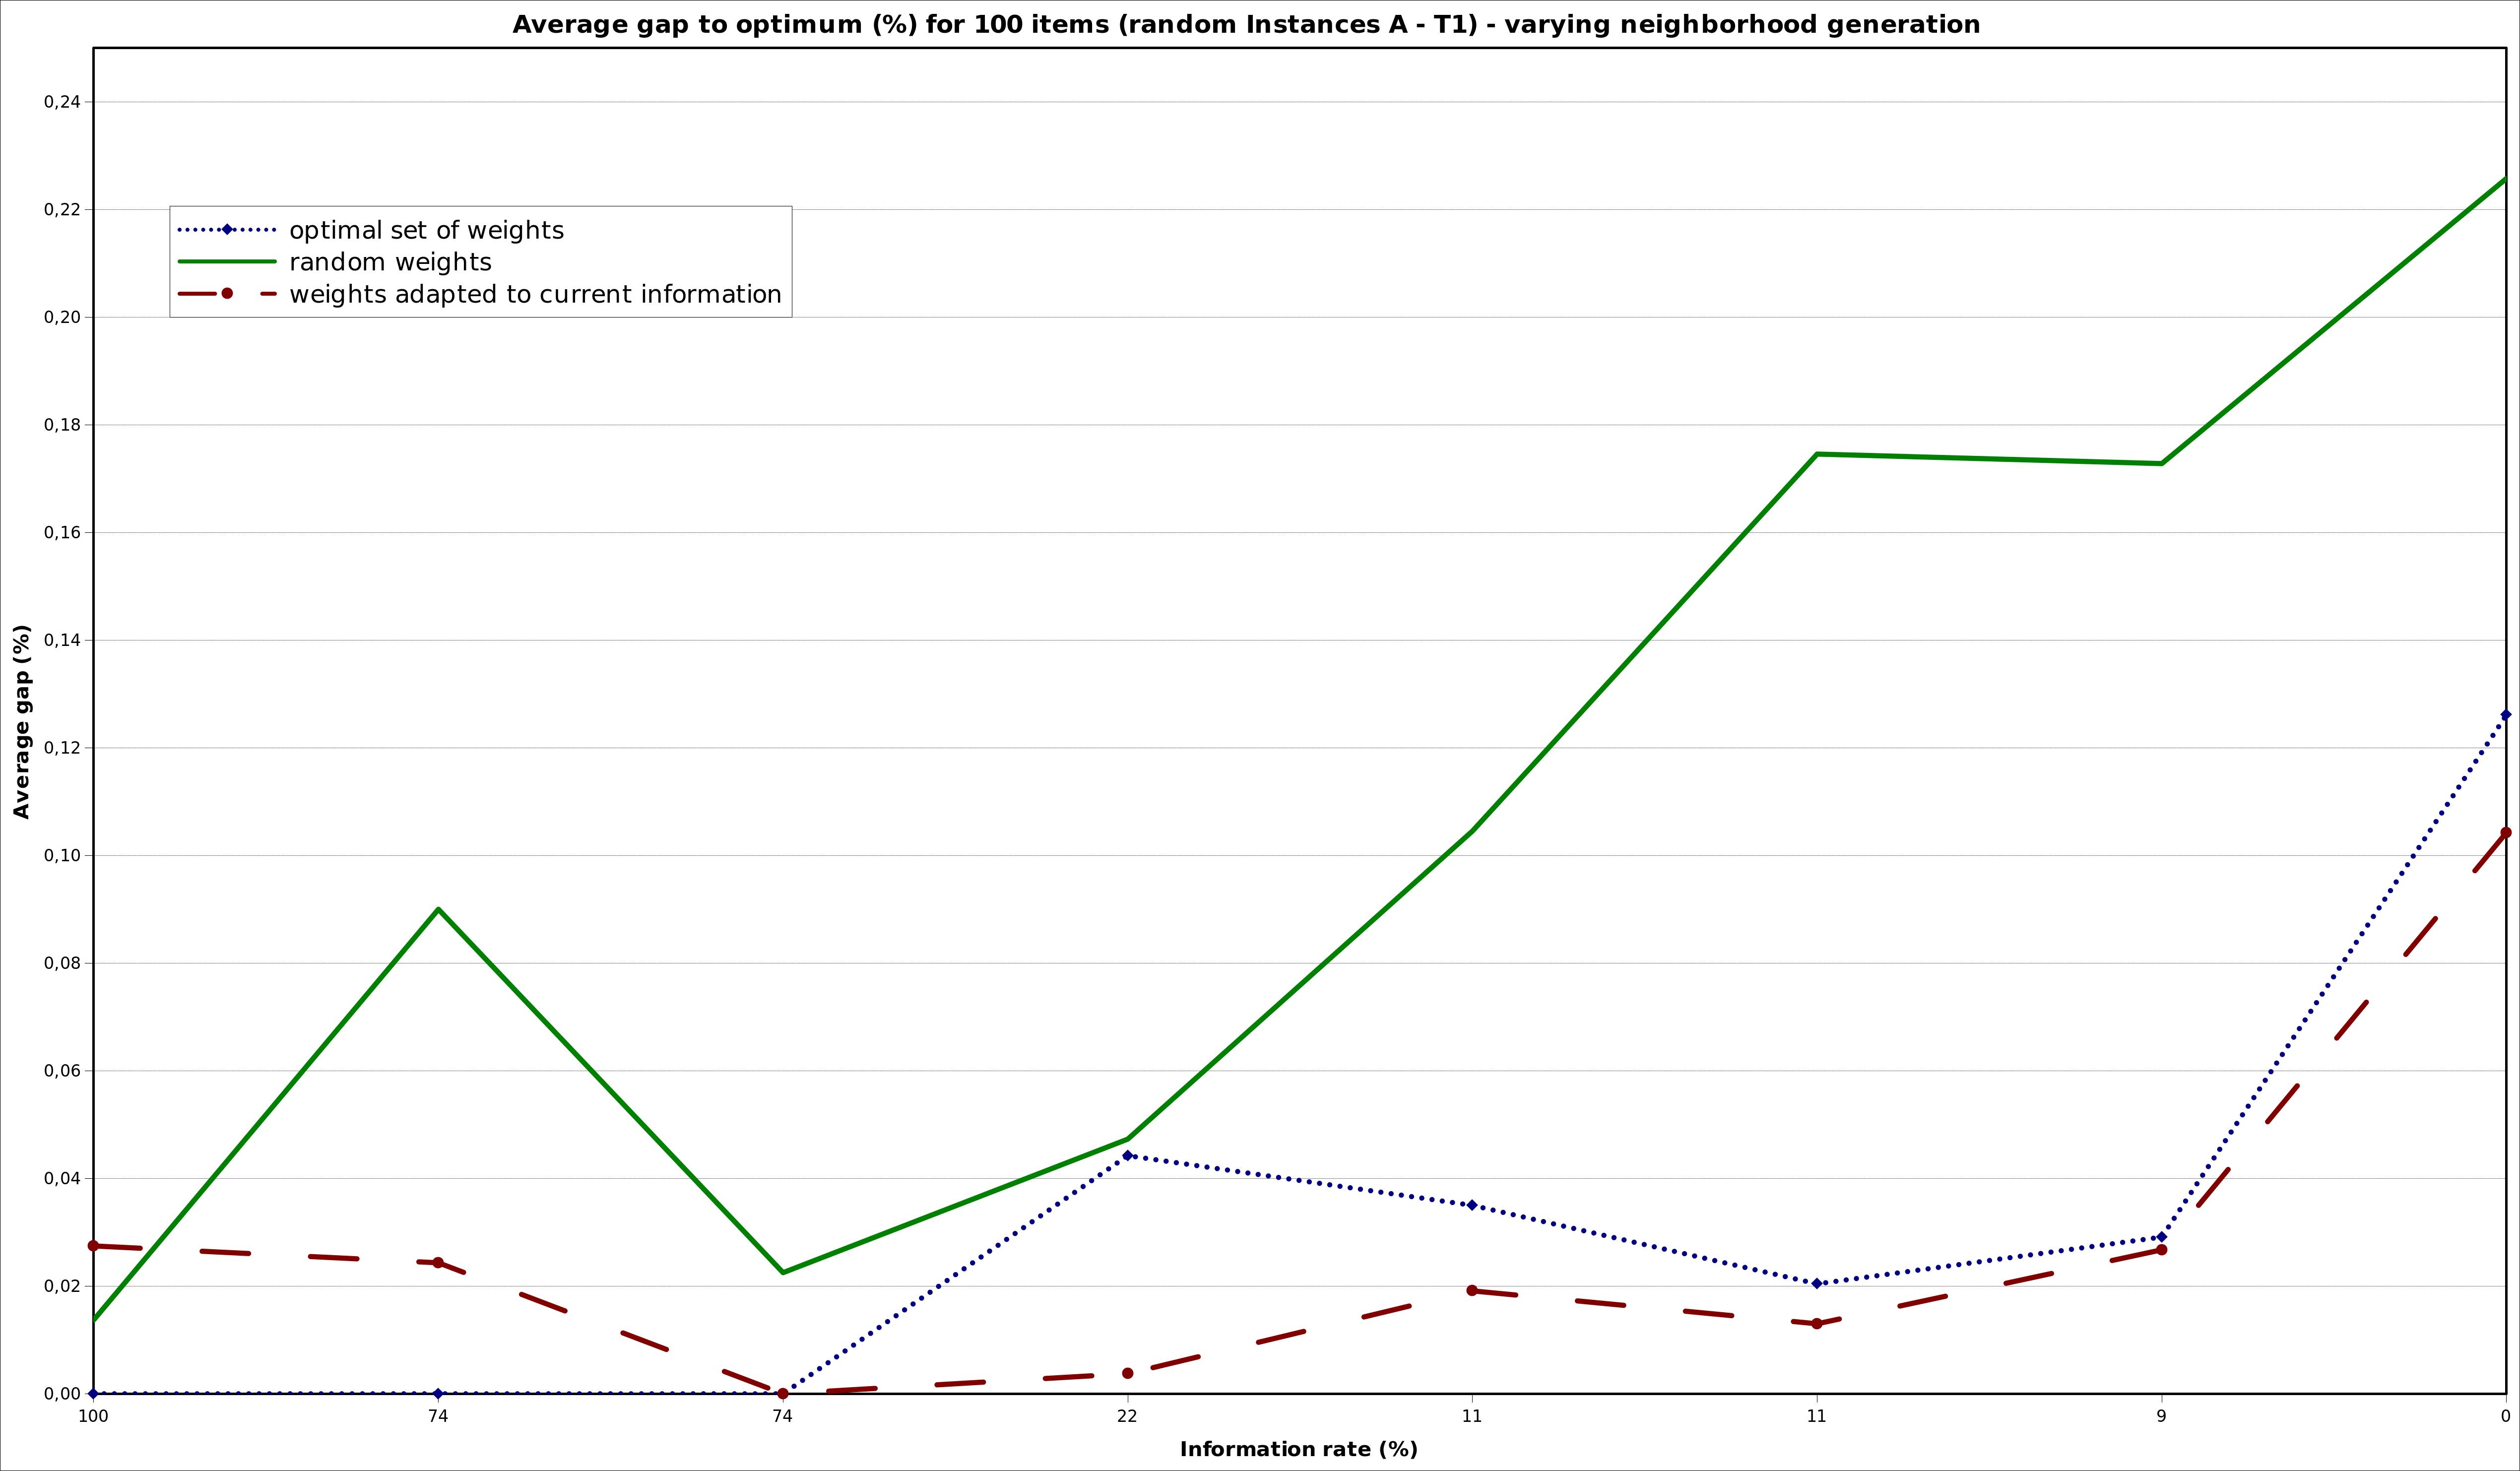 Average gap to optimum (%) for 100 items (random Instances A - T1) - varying neighborhood generation
0,24
0,22
optimal set of weights
random weights
weights adapted to current information
0,20
0,18
0,16
0,14
Average gap (%)
0,12
0,10
0,08
0,06
0,04
0,02
0,00
100 74 74 22 11 11 9 0
Information rate (%)